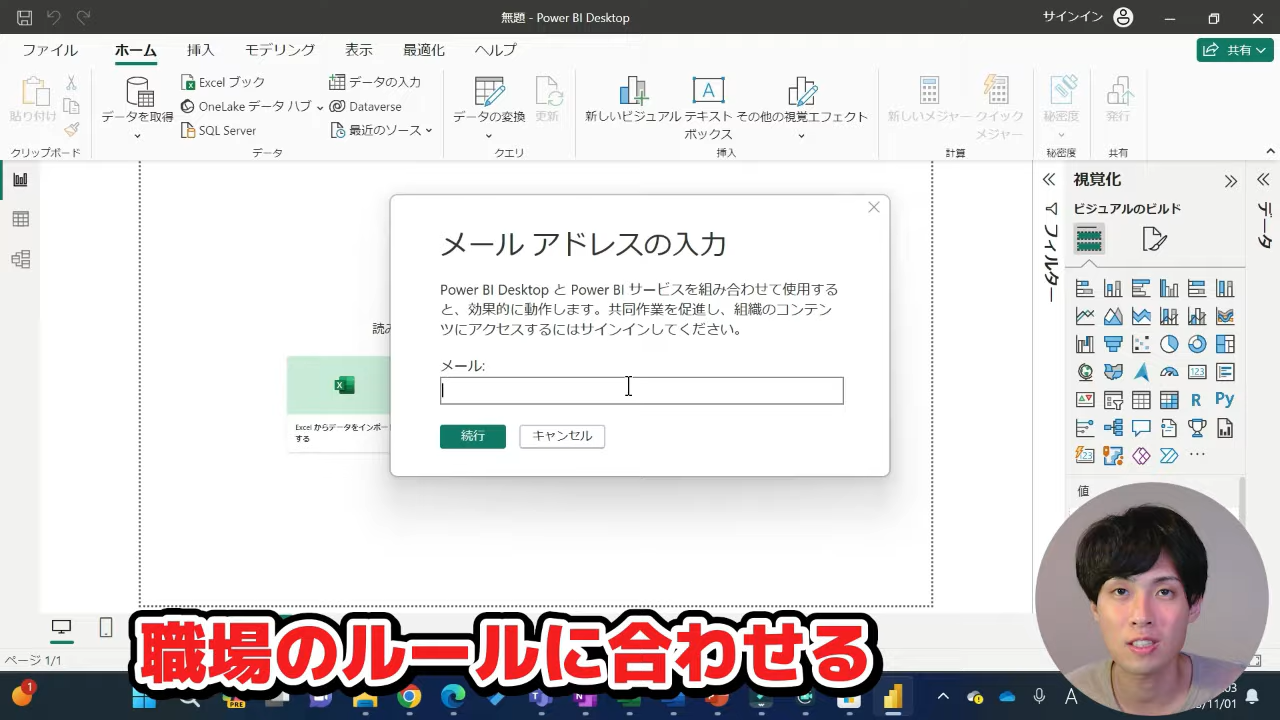 無題 - Power BI Desktop
サインイン
ファイル
ホーム
挿入
モデリング
表示
最適化
ヘルプ
共有
貼り付け
クリップボード
データを取得
Excel ブック
OneLake データ ハブ
SQL Server
データの入力
Dataverse
最近のソース
データ
データの変換
更新
クエリ
新しいビジュアル
テキスト
ボックス
その他の視覚エフェクト
挿入
新しいメジャー
クイック
メジャー
計算
秘密度
秘密度
発行
共有
メール アドレスの入力
Power BI Desktop と Power BI サービスを組み合わせて使用する
と、効果的に動作します。共同作業を促進し、組織のコンテン
ツにアクセスするにはサインインしてください。
メール:
続行
キャンセル
読み
Excel からデータをインポート
する
フィルター
視覚化
ビジュアルのビルド
123
R
Py
123
値
データ
職場のルールに合わせる
ページ 1/1
1
PRE
A
03
/11/01